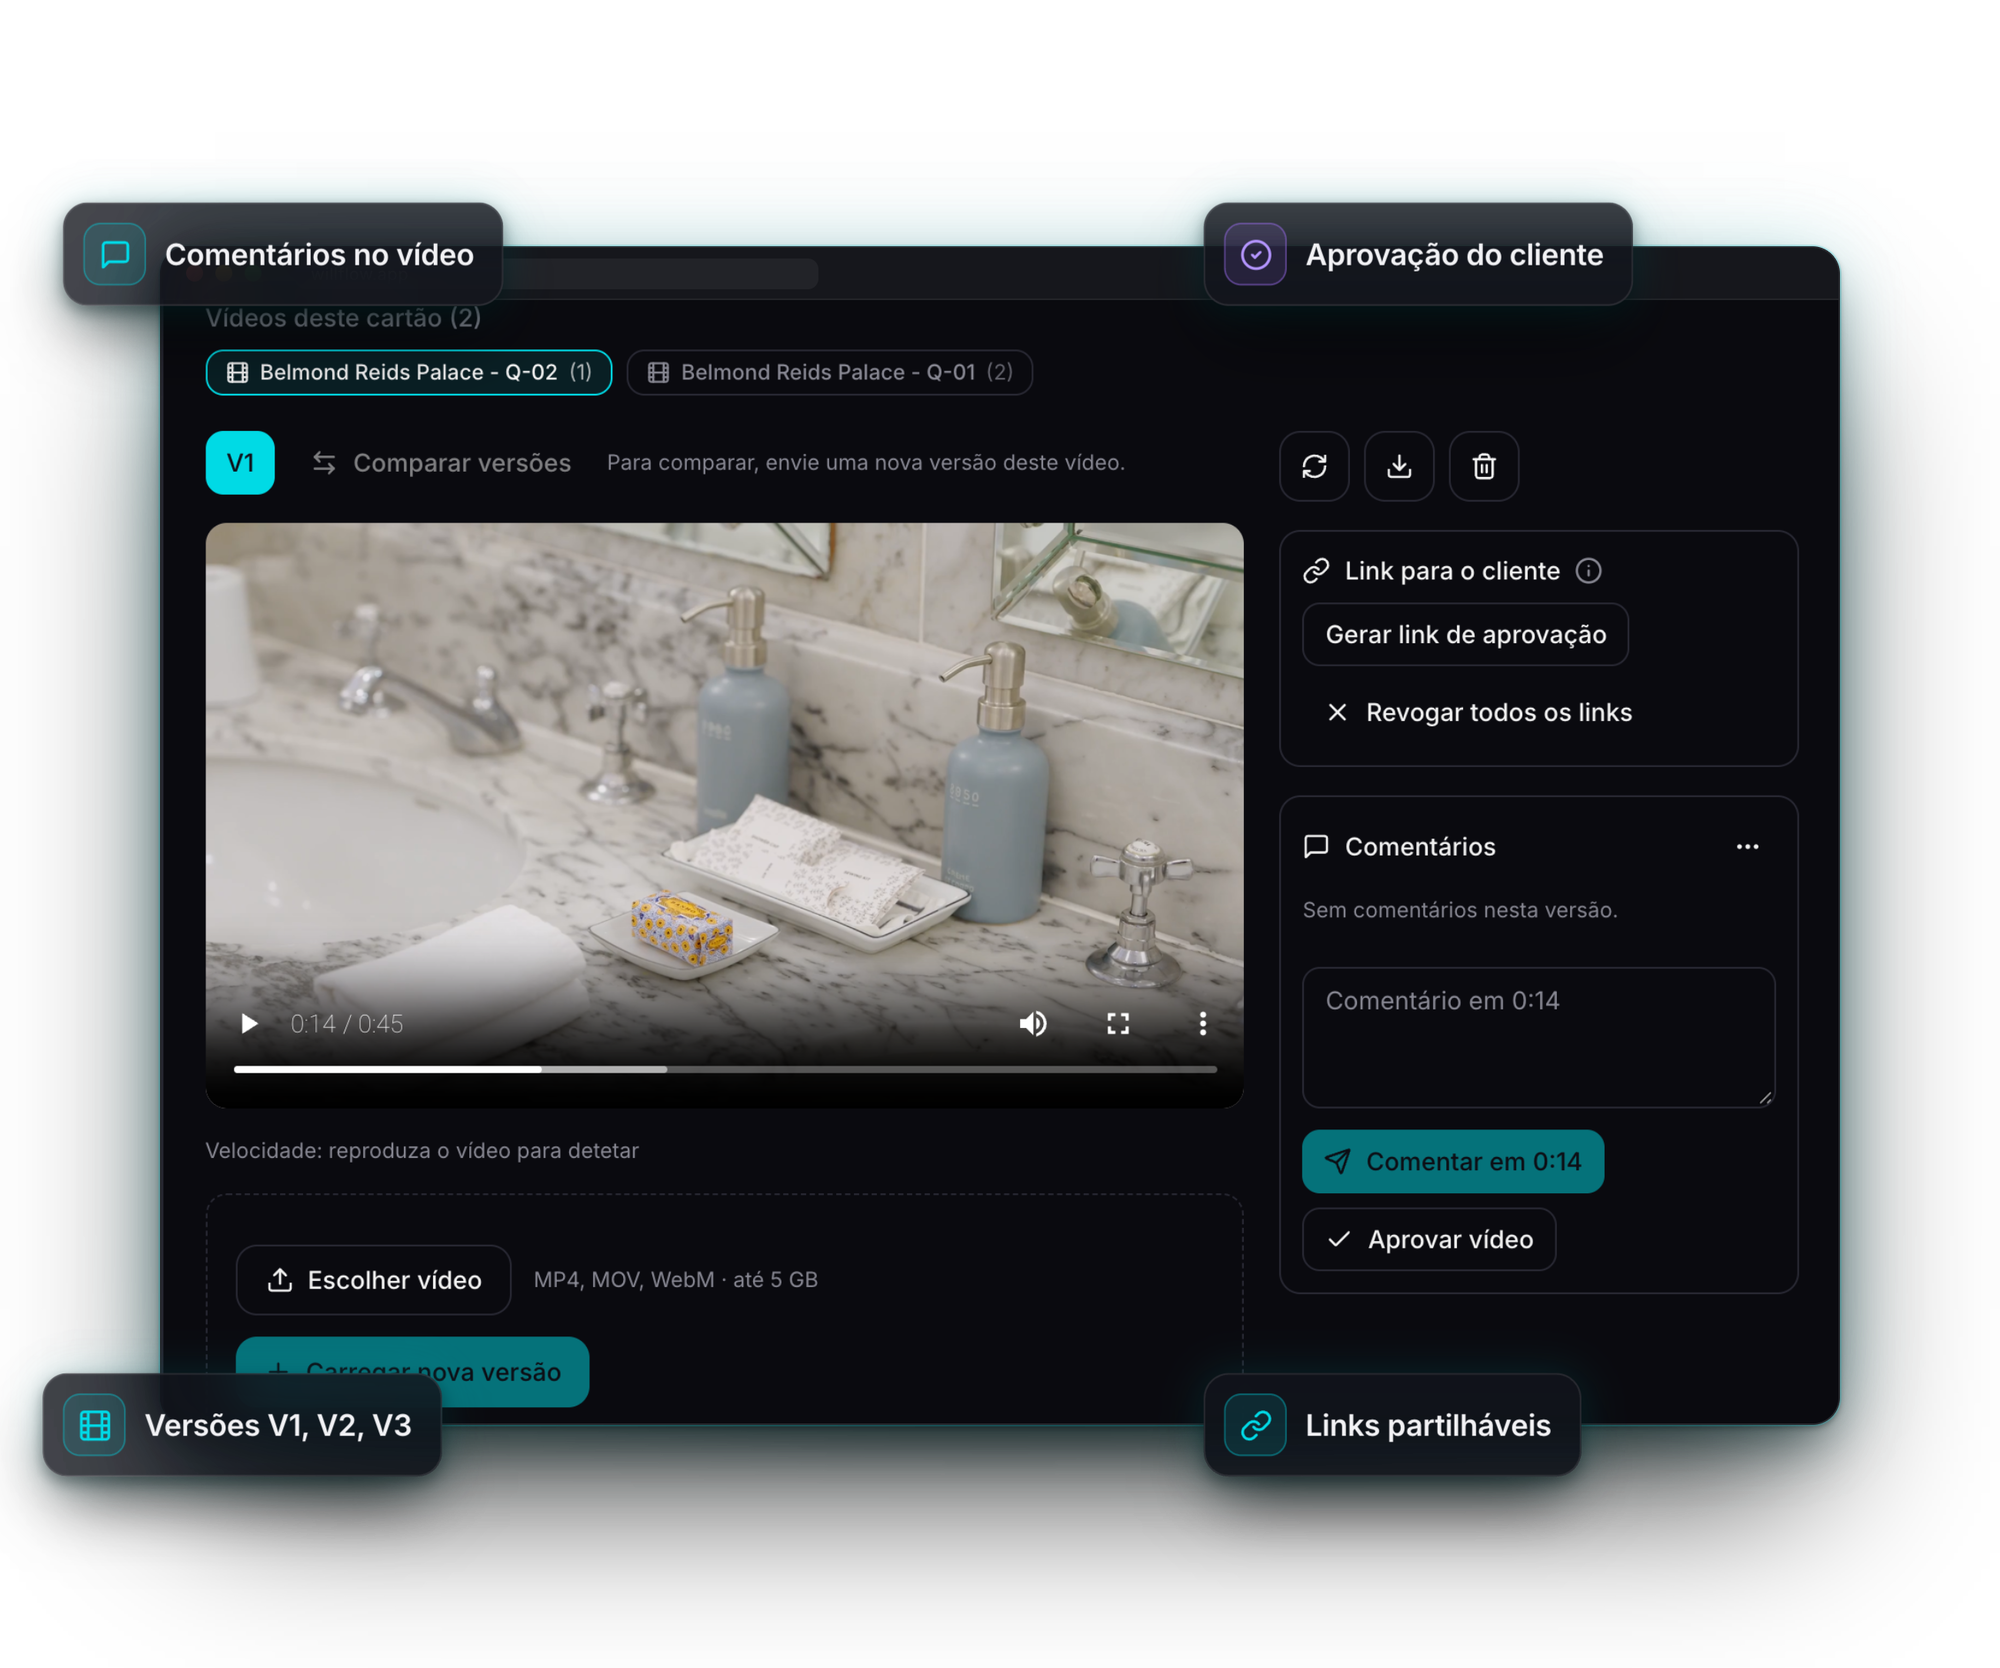 Comentários no vídeo
Aprovação do cliente
Vídeos deste cartão (2)
Belmond Reids Palace - Q-02 (1)
Belmond Reids Palace - Q-01 (2)
V1
Comparar versões
Para comparar, envie uma nova versão deste vídeo.
Link para o cliente
Gerar link de aprovação
Revogar todos os links
Comentários
Sem comentários nesta versão.
Comentário em 0:14
0:14 / 0:45
Comentar em 0:14
Velocidade: reproduza o vídeo para detetar
Aprovar vídeo
Escolher vídeo
MP4, MOV, WebM · até 5 GB
Carregar nova versão
Versões V1, V2, V3
Links partilháveis